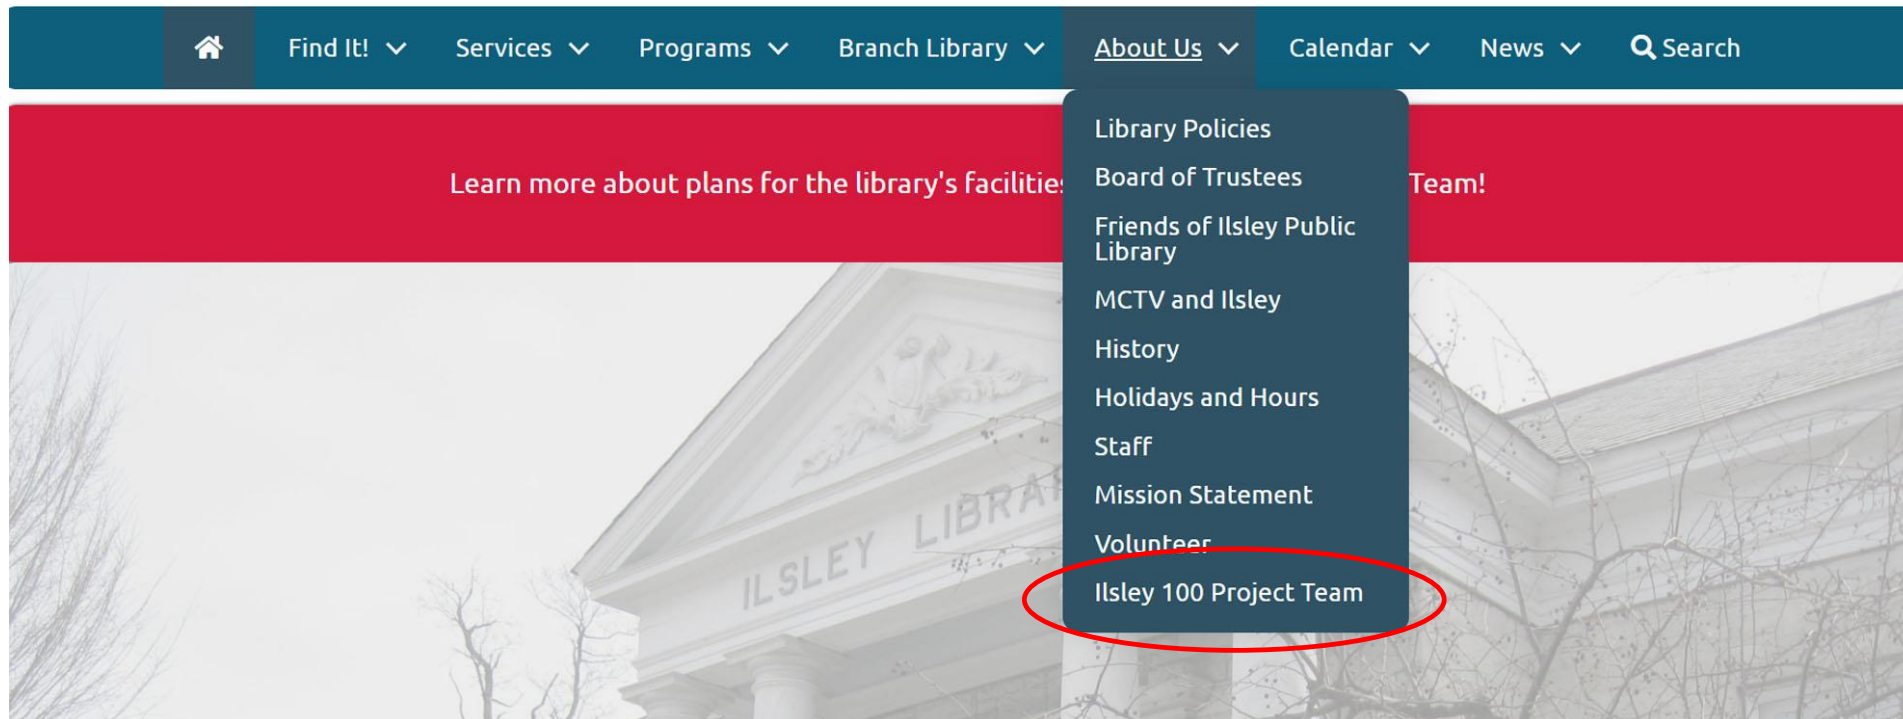 Find It!
Services
Programs
Branch Library
About Us
Calendar
News
Search
Learn more about plans for the library's
Team!
Library Policies
Board of Trustees
Friends of Ilsley Public
Library
MCTV and Ilsley
History
Holidays and Hours
Staff
Mission Statement
Volunteer
Ilsley 100 Project Team
ILSLEY